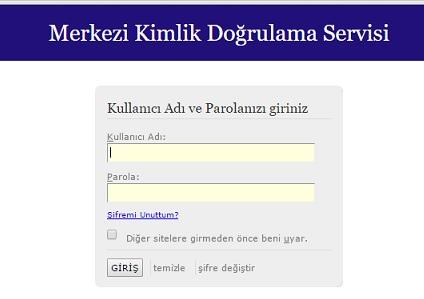 Merkezi Kimlik Doğrulama Servisi
Kullanıcı Adı ve Parolanızı giriniz
Kullanıcı Adı:
Parola:
Şifremi Unuttum?
Diğer sitelere girmeden önce beni uyar.
GİRİŞ temizle şifre değiştir